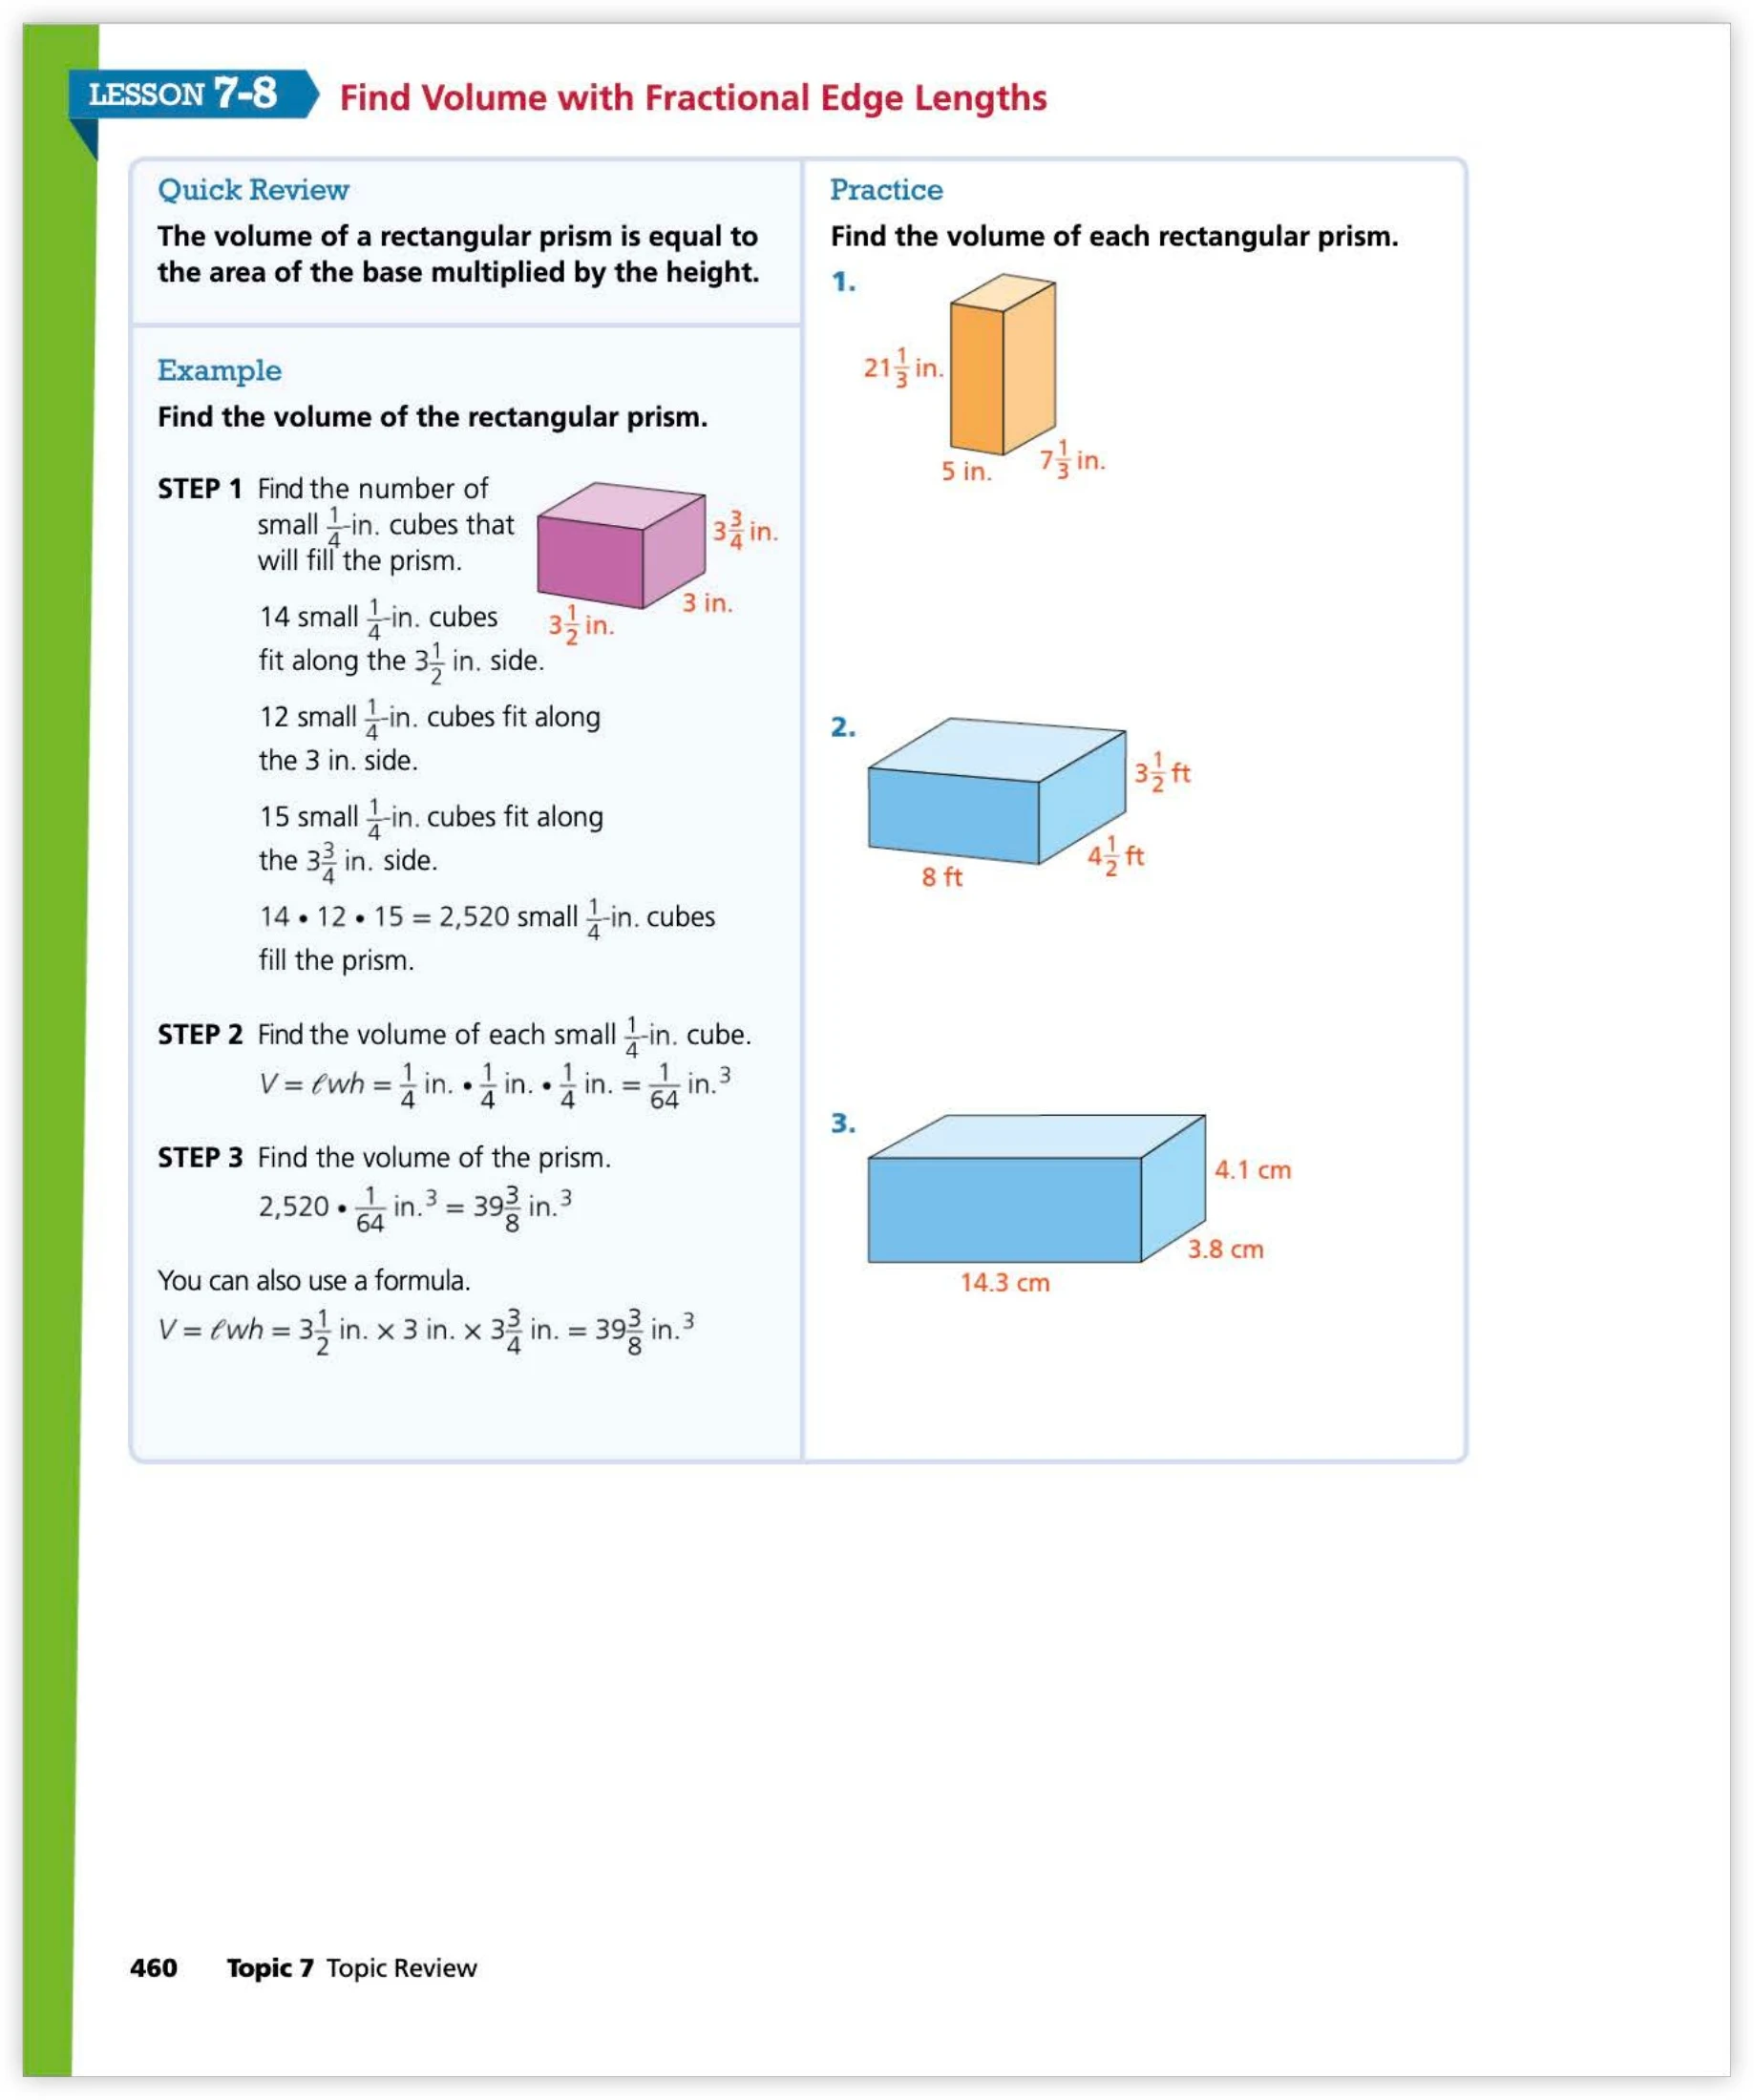 LESSON 7-8 Find Volume with Fractional Edge Lengths
Quick Review
The volume of a rectangular prism is equal to
the area of the base multiplied by the height.
Example
Find the volume of the rectangular prism.
STEP 1 Find the number of
small 1/4-in. cubes that
will fill the prism.
3 3/4 in.
3 in.
3 1/2 in.
14 small 1/4-in. cubes
fit along the 3 1/2 in. side.
12 small 1/4-in. cubes fit along
the 3 in. side.
15 small 1/4-in. cubes fit along
the 3 3/4 in. side.
14 • 12 • 15 = 2,520 small 1/4-in. cubes
fill the prism.
STEP 2 Find the volume of each small 1/4-in. cube.
V = ℓwh = 1/4 in. • 1/4 in. • 1/4 in. = 1/64 in.³
STEP 3 Find the volume of the prism.
2,520 • 1/64 in.³ = 39 3/8 in.³
You can also use a formula.
V = ℓwh = 3 1/2 in. × 3 in. × 3 3/4 in. = 39 3/8 in.³
Practice
Find the volume of each rectangular prism.
1.
21 1/3 in.
5 in.
7 1/3 in.
2.
3 1/2 ft
4 1/2 ft
8 ft
3.
4.1 cm
3.8 cm
14.3 cm
460 Topic 7 Topic Review